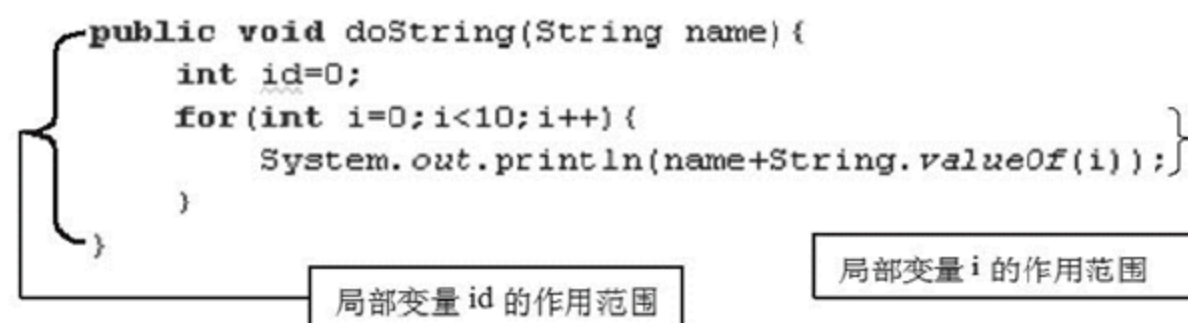 public void doString(String name){
int id=0;
for(int i=0;i<10;i++){
System.out.println(name+String.valueOf(i));
}
}
局部变量 i 的作用范围
局部变量 id 的作用范围